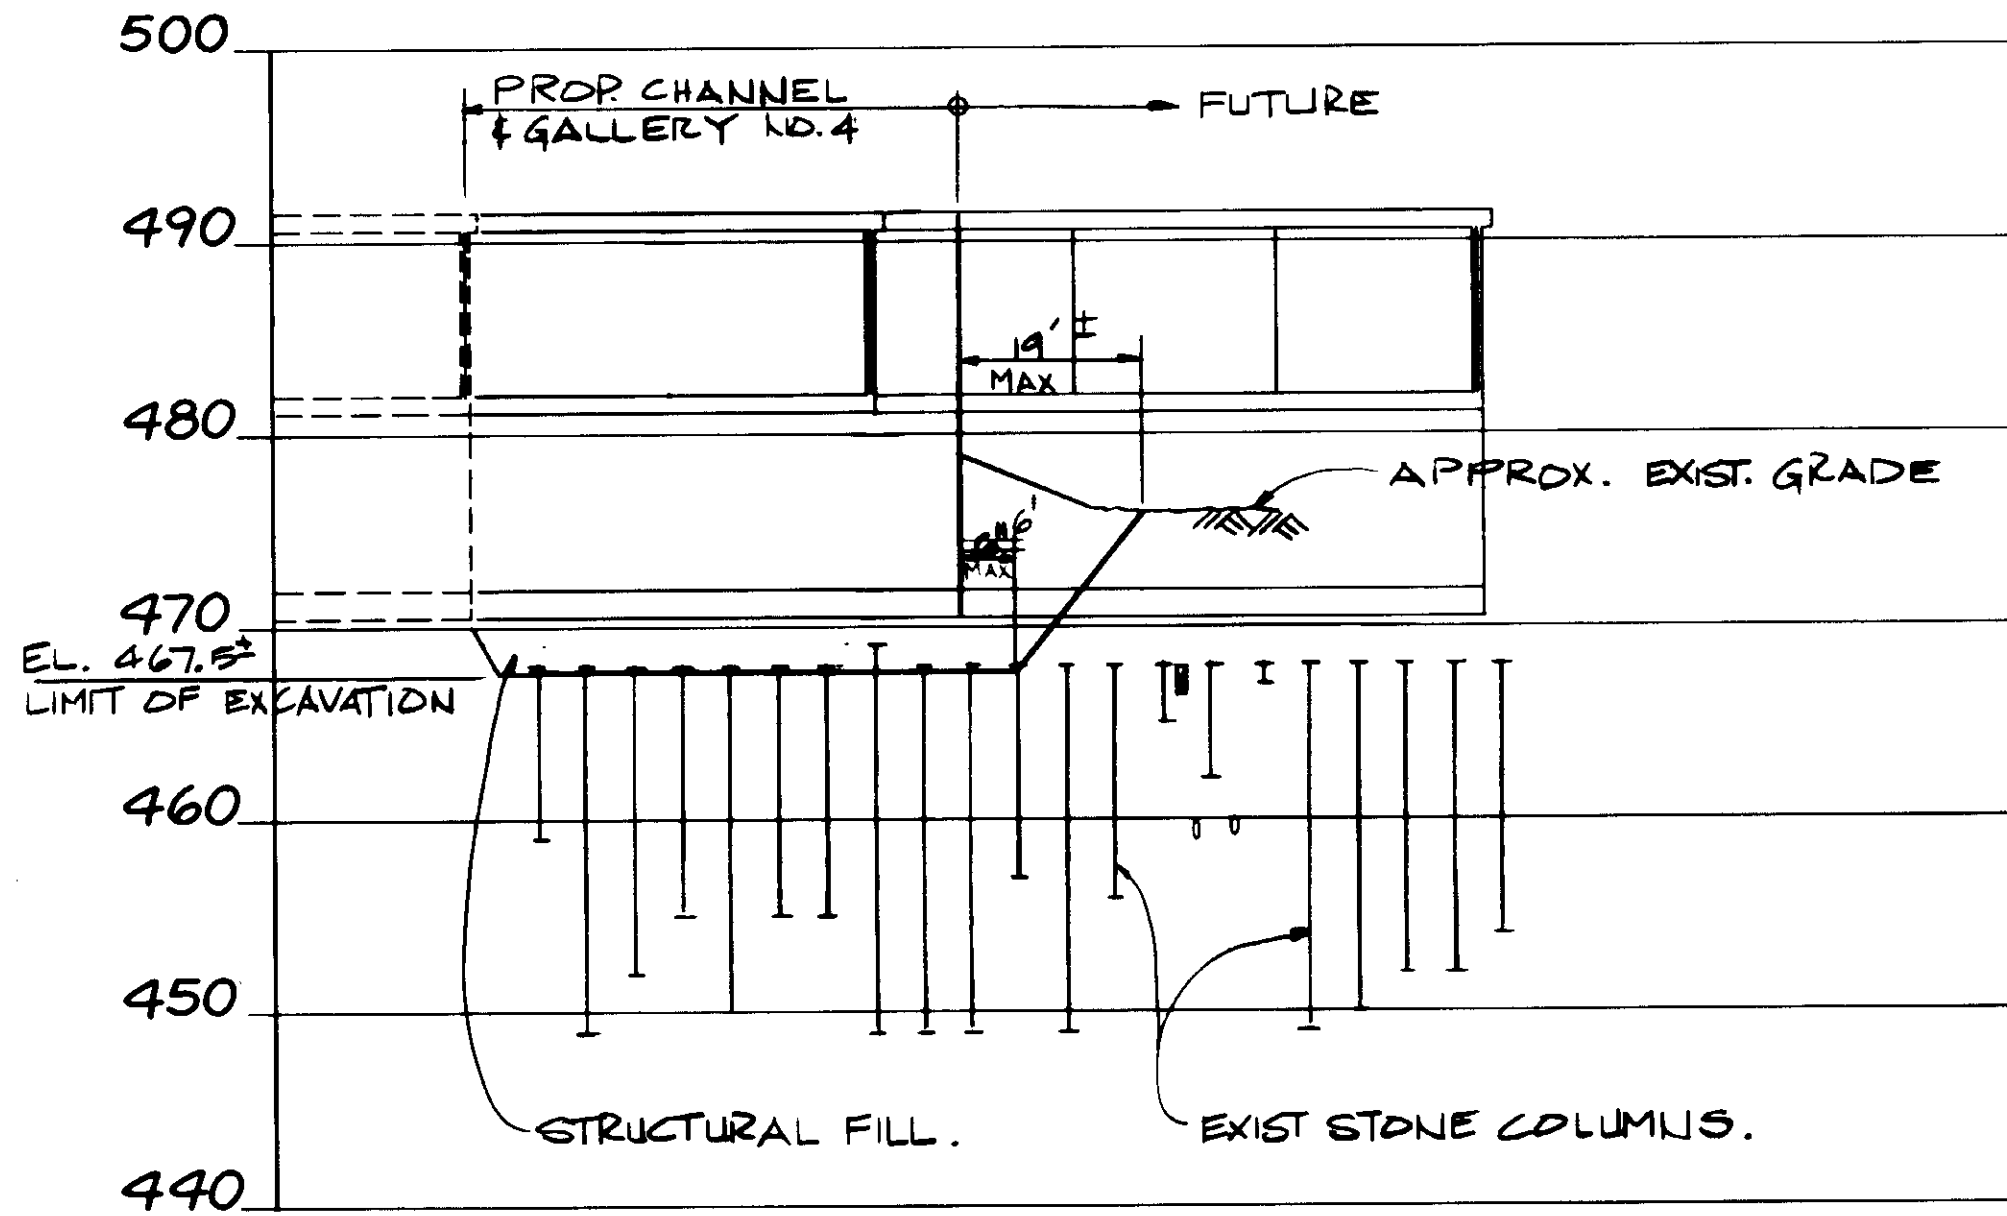 500
PROP. CHANNEL
& GALLERY NO. 4
FUTURE
490
19' ±
MAX
480
APPROX. EXIST. GRADE
6'
MAX
470
EL. 467.5±
LIMIT OF EXCAVATION
460
450
STRUCTURAL FILL.
EXIST STONE COLUMNS.
440